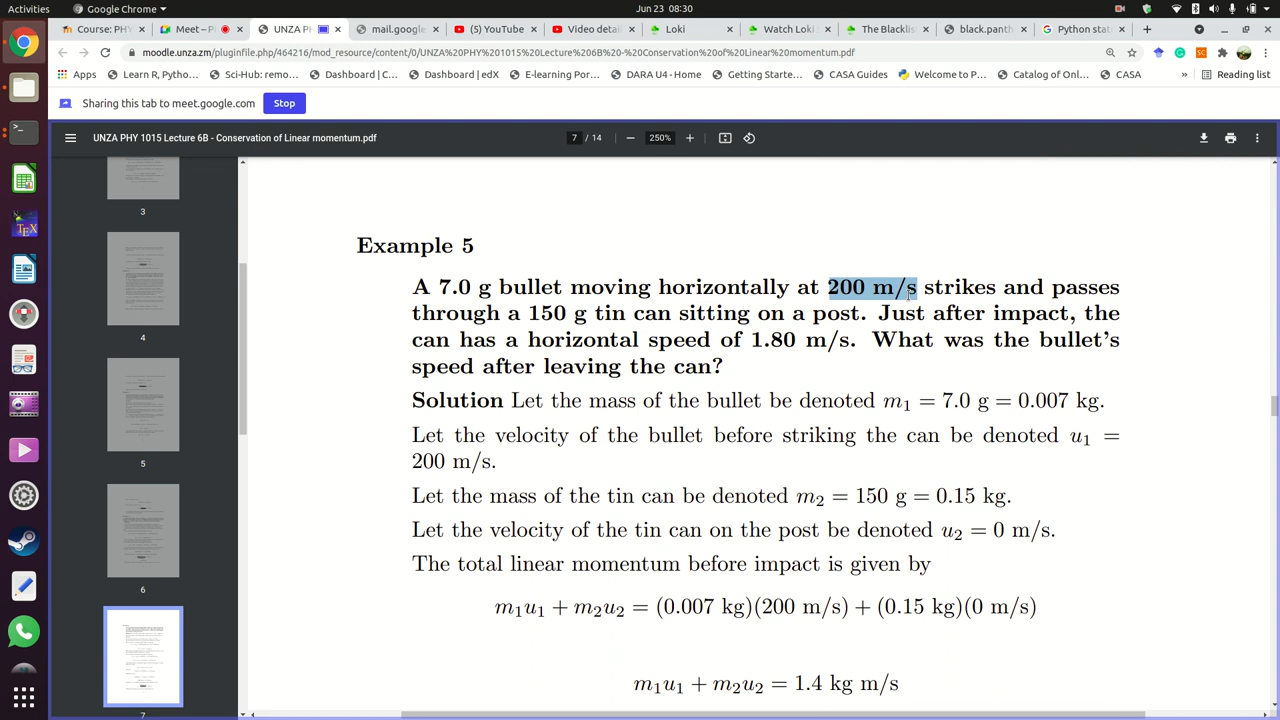 Activities
Google Chrome
Jun 23 08:30
Course: PHY
Meet –
UNZA P
mail.google
(5) YouTube
Video detail
Loki
Watch Loki
The Blacklis
black.panth
Python stat
moodle.unza.zm/pluginfile.php/464216/mod_resource/content/0/UNZA%20PHY%201015%20Lecture%206B%20-%20Conservation%20of%20Linear%20momentum.pdf
Apps
Learn R, Pytho...
Sci-Hub: remo...
Dashboard | C...
Dashboard | edX
E-learning Por...
DARA U4 - Home
Getting Starte...
CASA Guides
Welcome to P...
Catalog of Onl...
CASA
»
Reading list
Sharing this tab to meet.google.com
Stop
UNZA PHY 1015 Lecture 6B - Conservation of Linear momentum.pdf
7 / 14
250%
3
4
5
6
7
Example 5
A 7.0 g bullet moving horizontally at 200 m/s strikes and passes
through a 150 g tin can sitting on a post. Just after impact, the
can has a horizontal speed of 1.80 m/s. What was the bullet's
speed after leaving the can?
Solution Let the mass of the bullet be denoted m₁ = 7.0 g = 0.007 kg.
Let the velocity of the bullet before striking the can be denoted u₁ =
200 m/s.
Let the mass of the tin can be denoted m₂ = 150 g = 0.15 kg.
Let the velocity of the tin can on the post be denoted u₂ = 0 m/s.
The total linear momentum before impact is given by
m₁u₁ + m₂u₂ = (0.007 kg)(200 m/s) + (0.15 kg)(0 m/s)
m₁u₁ + m₂u₂ = 1.4 kg m/s